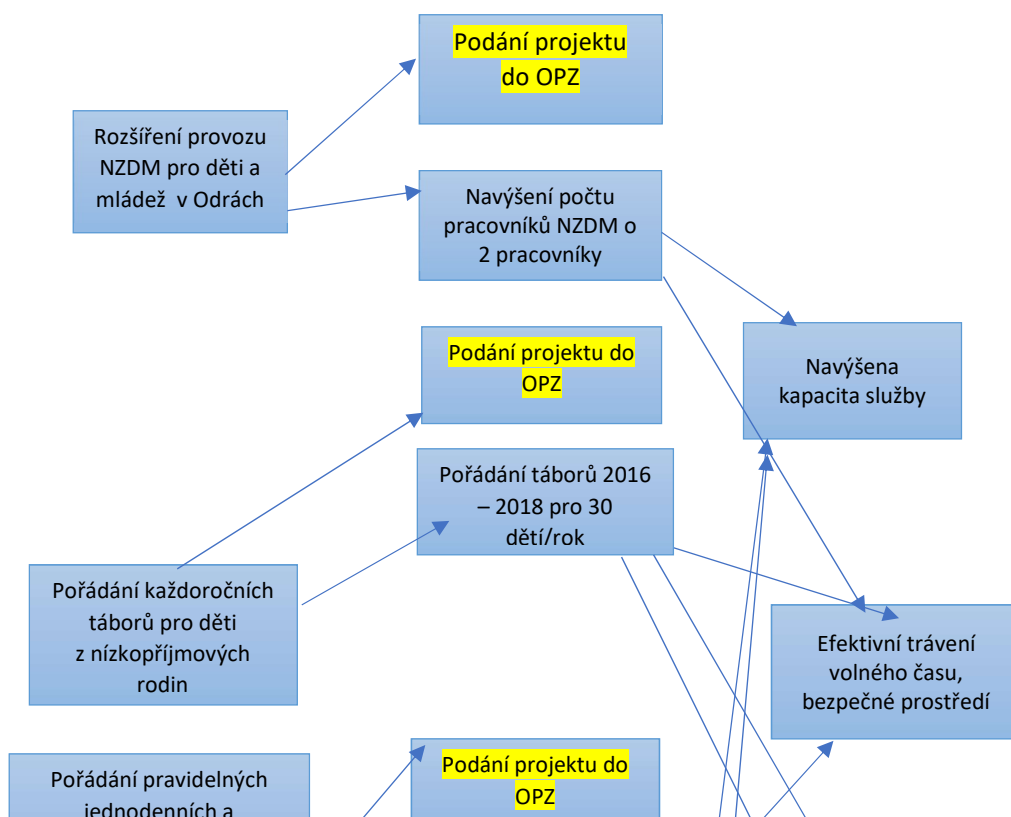 Podání projektu
do OPZ
Rozšíření provozu
NZDM pro děti a
mládež v Odrách
Navýšení počtu
pracovníků NZDM o
2 pracovníky
Podání projektu do
OPZ
Navýšena
kapacita služby
Pořádání táborů 2016
– 2018 pro 30
dětí/rok
Pořádání každoročních
táborů pro děti
z nízkopříjmových
rodin
Efektivní trávení
volného času,
bezpečné prostředí
Podání projektu do
OPZ
Pořádání pravidelných
jednodenních a